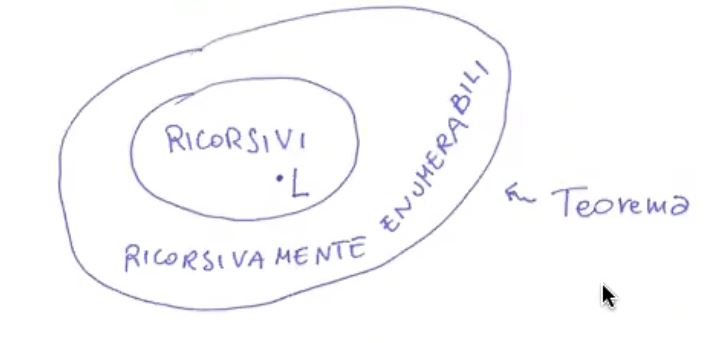 RICORSIVI
L
RICORSIVAMENTE ENUMERABILI
Teorema